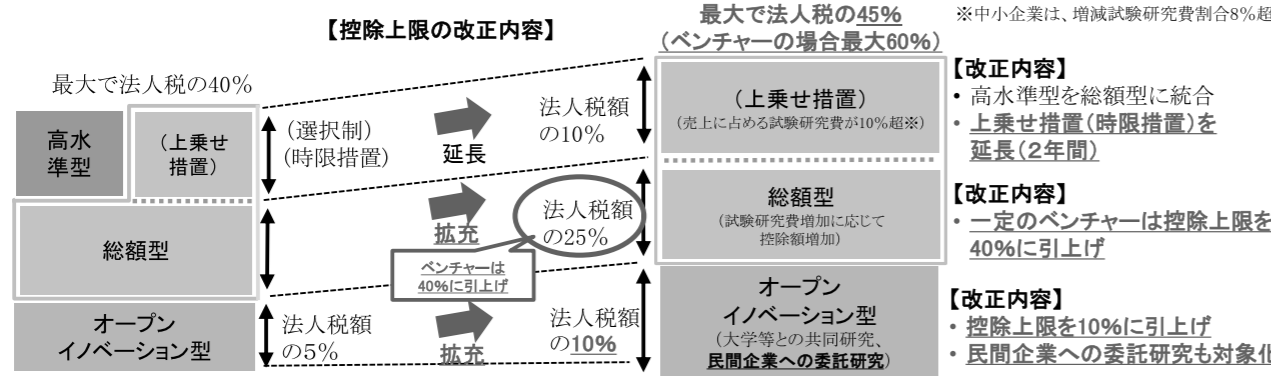 【控除上限の改正内容】
最大で法人税の45%
(ベンチャーの場合最大60%)
※中小企業は、増減試験研究費割合8%超
最大で法人税の40%
高水
準型
(上乗せ
措置)
(選択制)
(時限措置)
延長
法人税額
の10%
(上乗せ措置)
(売上に占める試験研究費が10%超※)
総額型
拡充
法人税額
の25%
ベンチャーは
40%に引上げ
総額型
(試験研究費増加に応じて
控除額増加)
オープン
イノベーション型
法人税額
の5%
拡充
法人税額
の10%
オープン
イノベーション型
(大学等との共同研究、
民間企業への委託研究)
【改正内容】
• 高水準型を総額型に統合
• 上乗せ措置(時限措置)を
延長(2年間)
【改正内容】
• 一定のベンチャーは控除上限を
40%に引上げ
【改正内容】
• 控除上限を10%に引上げ
• 民間企業への委託研究も対象化